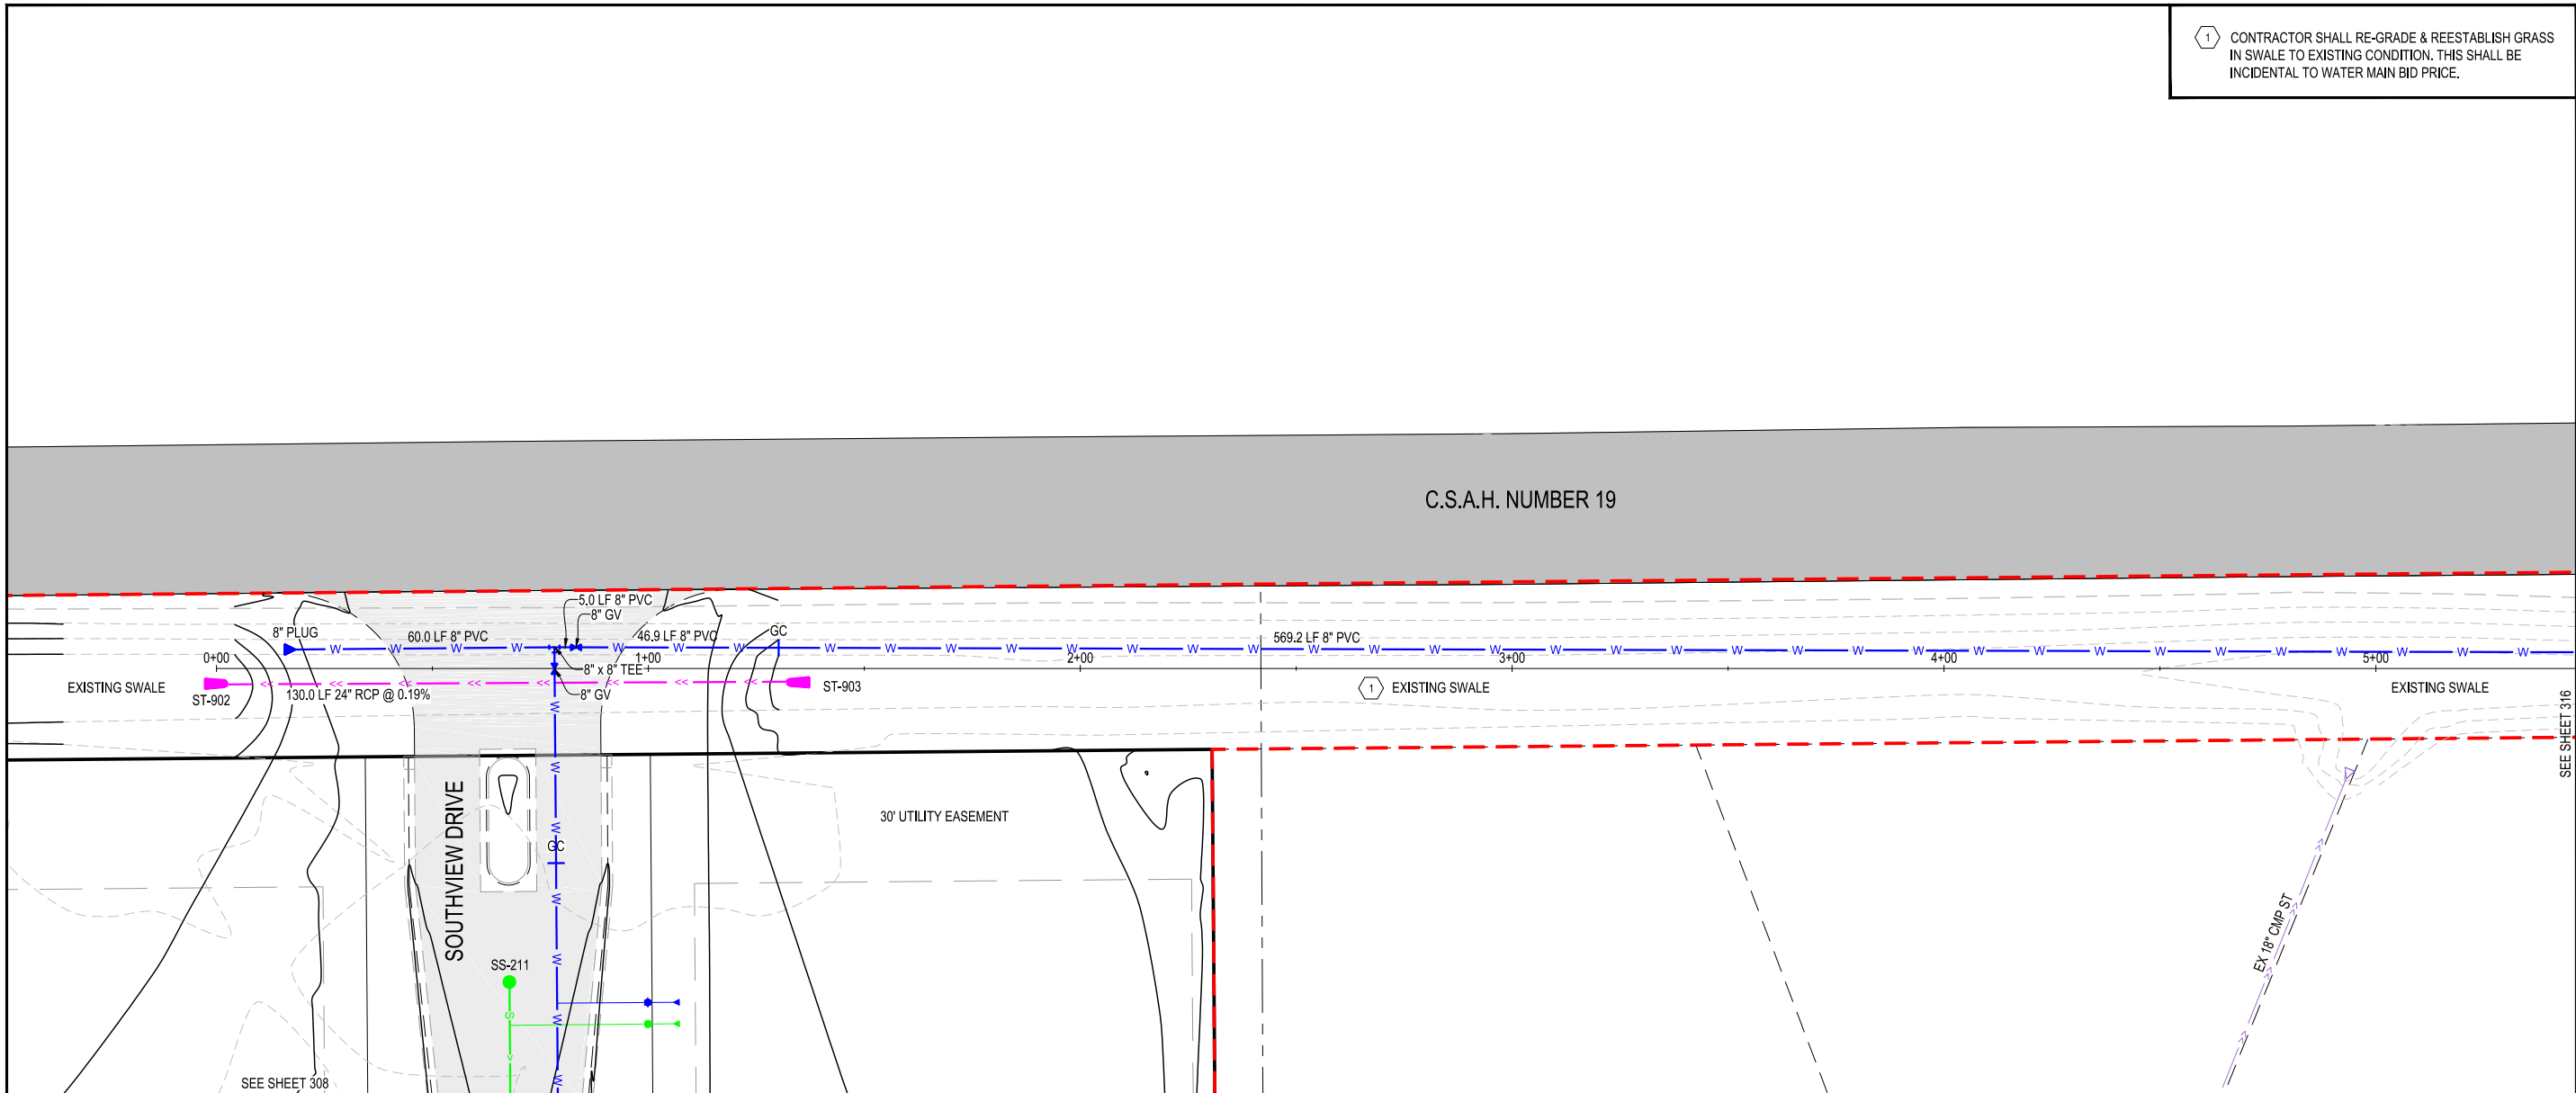 1 CONTRACTOR SHALL RE-GRADE & REESTABLISH GRASS
IN SWALE TO EXISTING CONDITION. THIS SHALL BE
INCIDENTAL TO WATER MAIN BID PRICE.
C.S.A.H. NUMBER 19
5.0 LF 8" PVC
8" GV
8" PLUG
60.0 LF 8" PVC
46.9 LF 8" PVC
GC
569.2 LF 8" PVC
0+00
1+00
2+00
3+00
4+00
5+00
8" x 8" TEE
8" GV
EXISTING SWALE
ST-902
130.0 LF 24" RCP @ 0.19%
ST-903
1 EXISTING SWALE
EXISTING SWALE
SEE SHEET 316
SOUTHVIEW DRIVE
GC
30' UTILITY EASEMENT
SS-211
EX 18" CMP ST
SEE SHEET 308
W W W W W W W W W W W W W W W W W W W W W W W W W W W W W W W W W W W W W
W
W
W
W
W
W
W
S